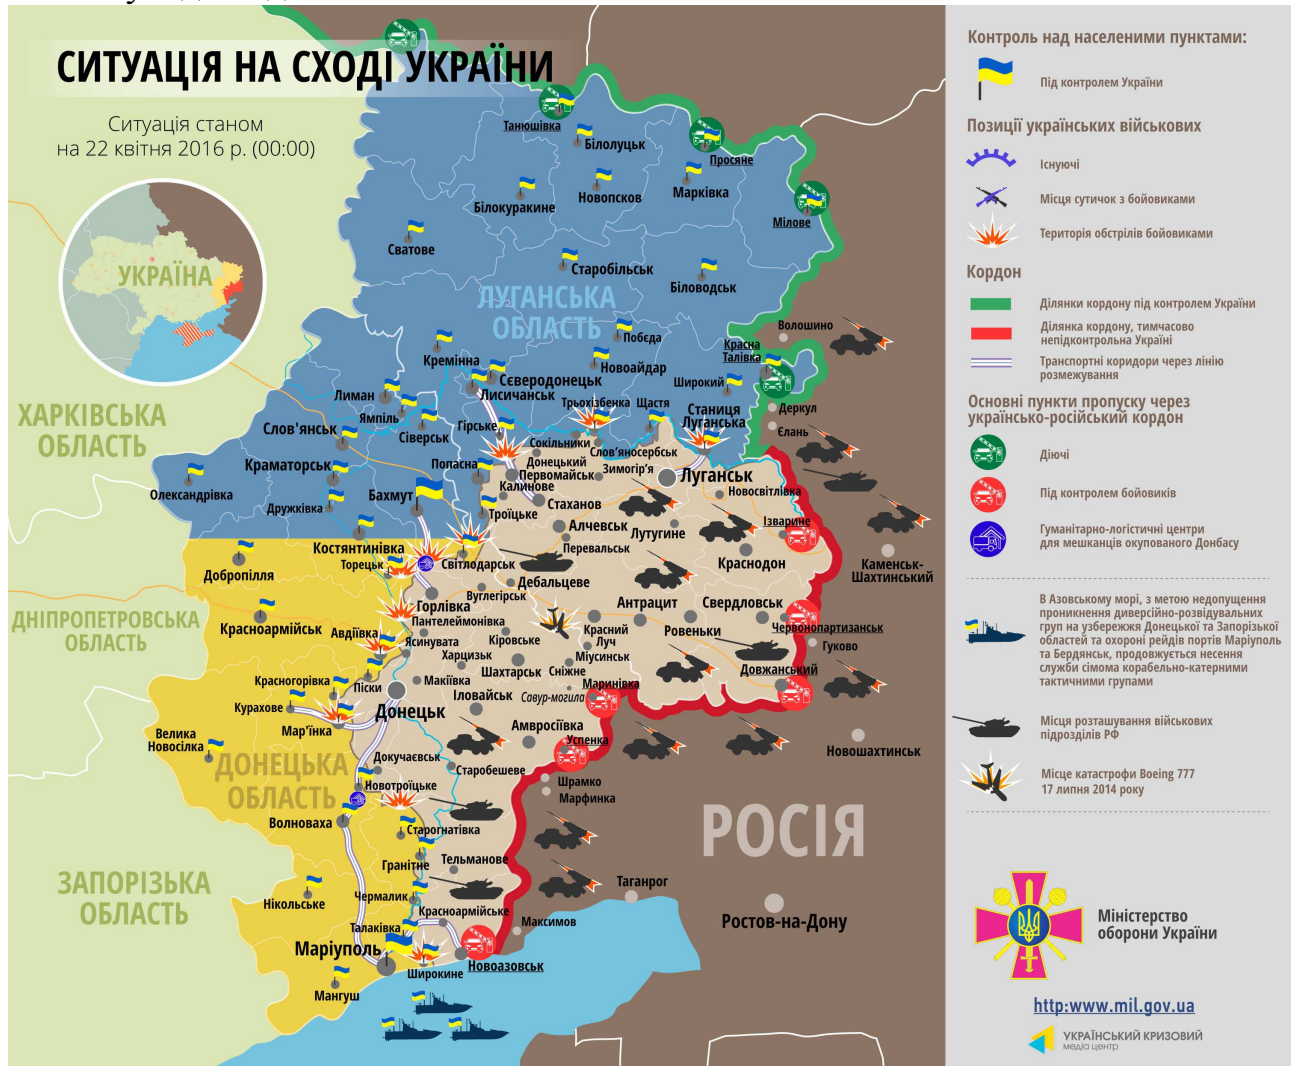 СИТУАЦІЯ НА СХОДІ УКРАЇНИ
Ситуація станом
на 22 квітня 2016 р. (00:00)
УКРАЇНА
ХАРКІВСЬКА
ОБЛАСТЬ
ДНІПРОПЕТРОВСЬКА
ОБЛАСТЬ
ЗАПОРІЗЬКА
ОБЛАСТЬ
ЛУГАНСЬКА
ОБЛАСТЬ
ДОНЕЦЬКА
ОБЛАСТЬ
РОСІЯ
Танюшівка
Білолуцьк
Просяне
Марківка
Новопсков
Білокуракине
Мілове
Сватове
Старобільськ
Біловодськ
Волошино
Побєда
Красна
Талівка
Кремінна
Новоайдар
Сєверодонецьк
Лисичанськ
Широкий
Лиман
Трьохізбенка
Щастя
Станиця
Луганська
Деркул
Єлань
Ямпіль
Слов'янськ
Сіверськ
Гірське
Сокільники
Слов’яносербськ
Донецький
Зимогір’я
Краматорськ
Попасна
Первомайськ
Луганськ
Калинове
Новосвітлівка
Олександрівка
Бахмут
Дружківка
Стаханов
Троїцьке
Алчевськ
Лутугине
Ізварине
Костянтинівка
Перевальськ
Торецьк
Світлодарськ
Краснодон
Каменськ-
Шахтинський
Добропілля
Дебальцеве
Вуглегірськ
Горлівка
Антрацит
Свердловськ
Пантелеймонівка
Красноармійськ
Авдіївка
Кіровське
Красний
Луч
Ровеньки
Червонопартизанськ
Ясинувата
Гуково
Харцизьк
Міусинськ
Шахтарськ
Сніжне
Довжанський
Красногорівка
Піски
Макіївка
Маринівка
Іловайськ
Савур-могила
Курахове
Донецьк
Мар'їнка
Амвросіївка
Велика
Новосілка
Успенка
Новошахтинськ
Докучаєвськ
Старобешеве
Новотроїцьке
Шрамко
Марфинка
Волноваха
Старогнатівка
Гранітне
Тельманове
Таганрог
Нікольське
Чермалик
Красноармійське
Ростов-на-Дону
Максимов
Талаківка
Маріуполь
Широкине
Новоазовськ
Мангуш
Контроль над населеними пунктами:
Під контролем України
Позиції українських військових
Існуючі
Місця сутичок з бойовиками
Територія обстрілів бойовиками
Кордон
Ділянки кордону під контролем України
Ділянка кордону, тимчасово
непідконтрольна Україні
Транспортні коридори через лінію
розмежування
Основні пункти пропуску через
українсько-російський кордон
Діючі
Під контролем бойовиків
Гуманітарно-логістичні центри
для мешканців окупованого Донбасу
В Азовському морі, з метою недопущення
проникнення диверсійно-розвідувальних
груп на узбережжя Донецької та Запорізької
областей та охороні рейдів портів Маріуполь
та Бердянськ, продовжується несення
служби сімома корабельно-катерними
тактичними групами
Місця розташування військових
підрозділів РФ
Місце катастрофи Boeing 777
17 липня 2014 року
Міністерство
оборони України
http:www.mil.gov.ua
УКРАЇНСЬКИЙ КРИЗОВИЙ
медіа центр